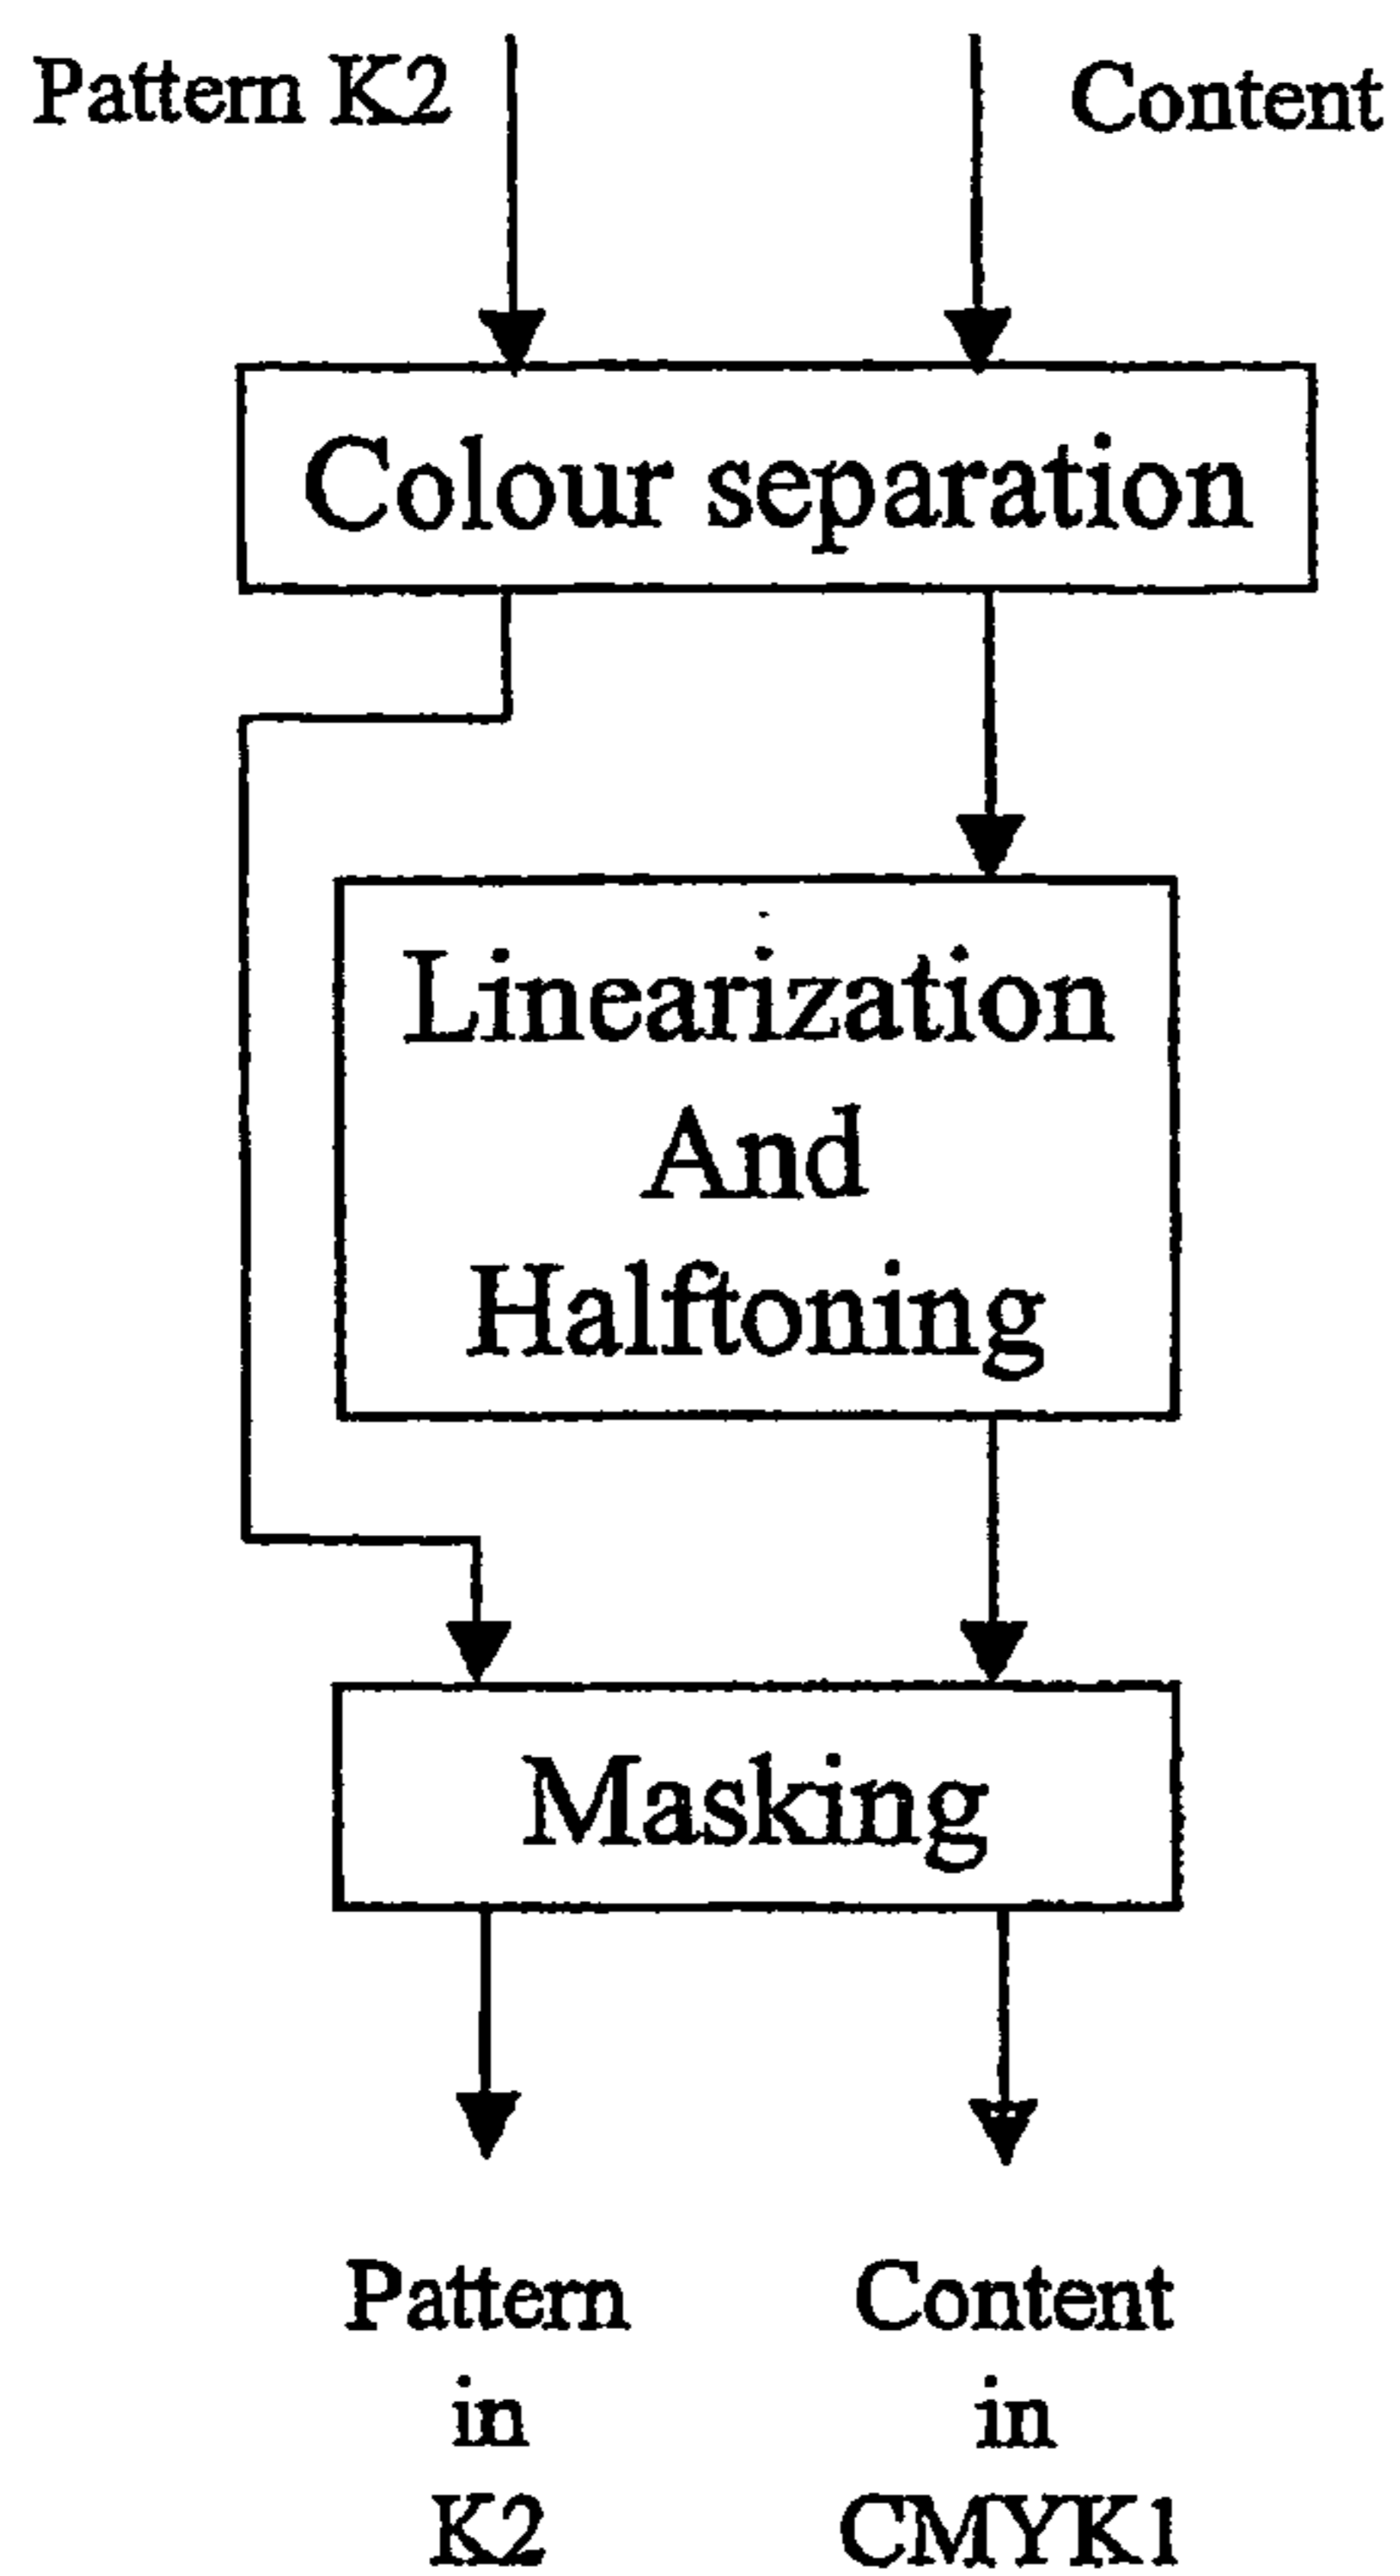 Pattern K2
Content
Colour separation
Linearization
And
Halftoning
Masking
Pattern
in
K2
Content
in
CMYK1